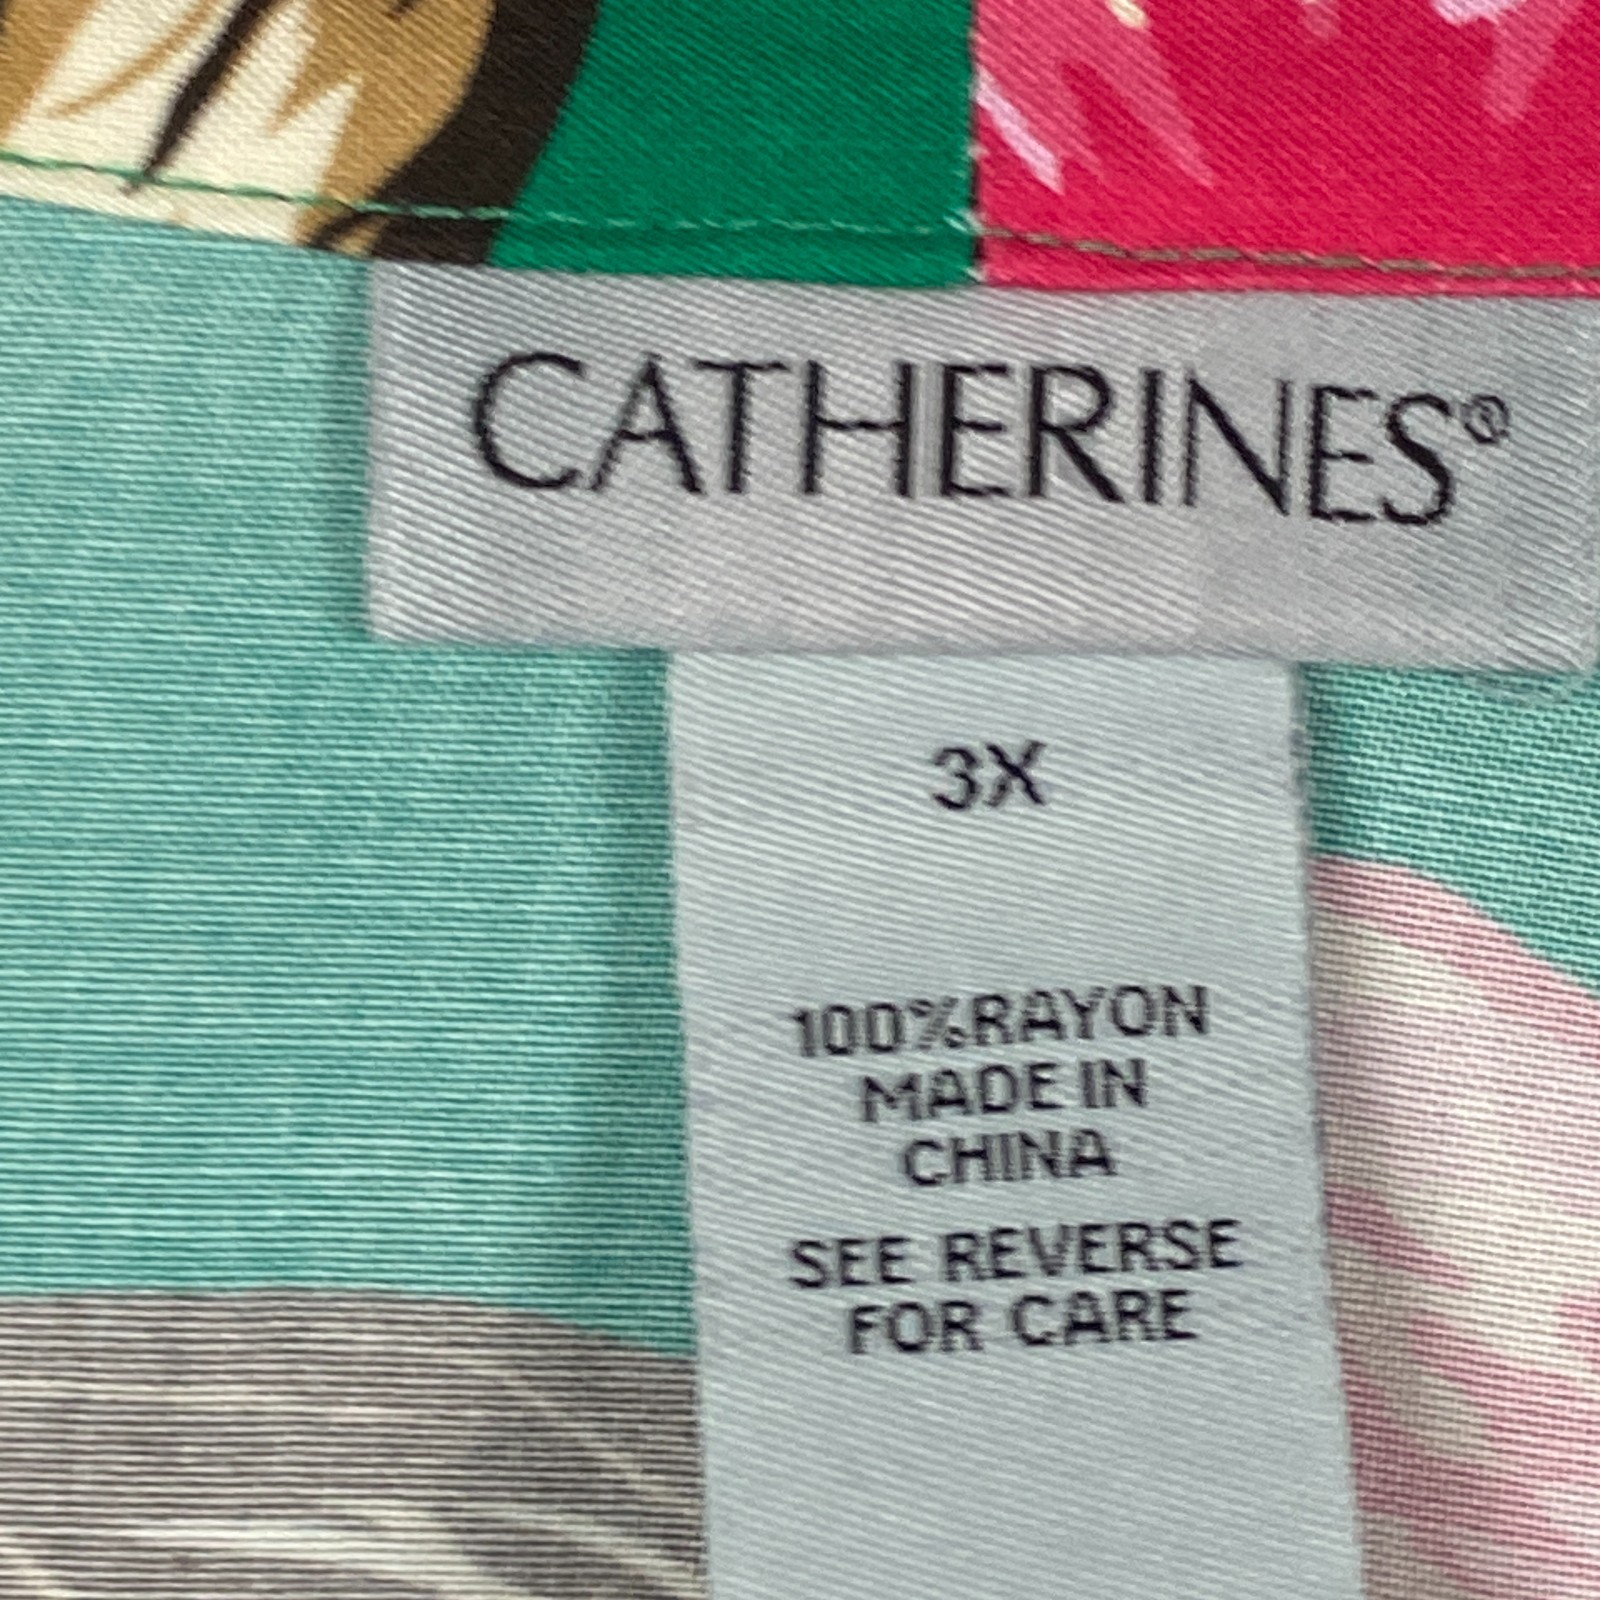 CATHERINES®
3X
100%RAYON
MADE IN
CHINA
SEE REVERSE
FOR CARE